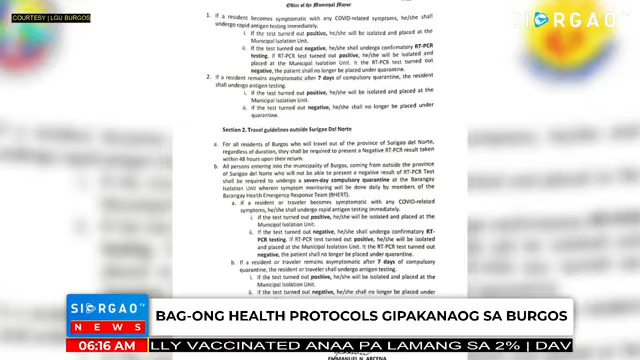 COURTESY | LGU BURGOS
SIARGAO TV
Office of the Municipal Mayor
1. If a resident becomes symptomatic with any COVID-related symptoms, he/she shall
undergo rapid antigen testing immediately.
i. If the test turned out positive, he/she will be isolated and placed at the
Municipal Isolation Unit.
ii. If the test turned out negative, he/she shall undergo confirmatory RT-PCR
testing. If RT-PCR test turned out positive, he/she will be isolated and
placed at the Municipal Isolation Unit. It the RT-PCR test turned out
negative, the patient shall no longer be placed under quarantine.
2. If a resident remains asymptomatic after 7 days of compulsory quarantine, the resident
shall undergo antigen testing.
i. If the test turned out positive, he/she will be isolated and placed at the
Municipal Isolation Unit.
ii. If the test turned out negative, he/she shall no longer be placed under
quarantine.
Section 2. Travel guidelines outside Surigao Del Norte
a. For all residents of Burgos who will travel out of the province of Surigao del Norte,
regardless of duration, they shall be required to present a Negative RT-PCR result taken
within 48 hours upon their return.
b. All persons entering into the municipality of Burgos, coming from outside the province
of Surigao del Norte who will not be able to present a negative result of RT-PCR Test
shall be required to undergo a seven-day compulsory quarantine at the Barangay
Isolation Unit wherein symptom monitoring will be done daily by members of the
Barangay Health Emergency Response Team (BHERT).
a. If a resident or traveler becomes symptomatic with any COVID-related
symptoms, he/she shall undergo rapid antigen testing immediately.
i. If the test turned out positive, he/she will be isolated and placed at the
Municipal Isolation Unit.
ii. If the test turned out negative, he/she shall undergo confirmatory RT-
PCR testing. If RT-PCR test turned out positive, he/she will be isolated
and placed at the Municipal Isolation Unit. It the RT-PCR test turned out
negative, the patient shall no longer be placed under quarantine.
b. If a resident or traveler remains asymptomatic after 7 days of compulsory
quarantine, the resident or traveler shall undergo antigen testing.
i. If the test turned out positive, he/she will be isolated and placed at the
Municipal Isolation Unit.
ii. If the test turned out negative, he/she shall no longer be placed under
SIARGAO TV
NEWS
BAG-ONG HEALTH PROTOCOLS GIPAKANAOG SA BURGOS
06:16 AM
LLY VACCINATED ANAA PA LAMANG SA 2% | DAV
EMMANUEL N. ARCENA